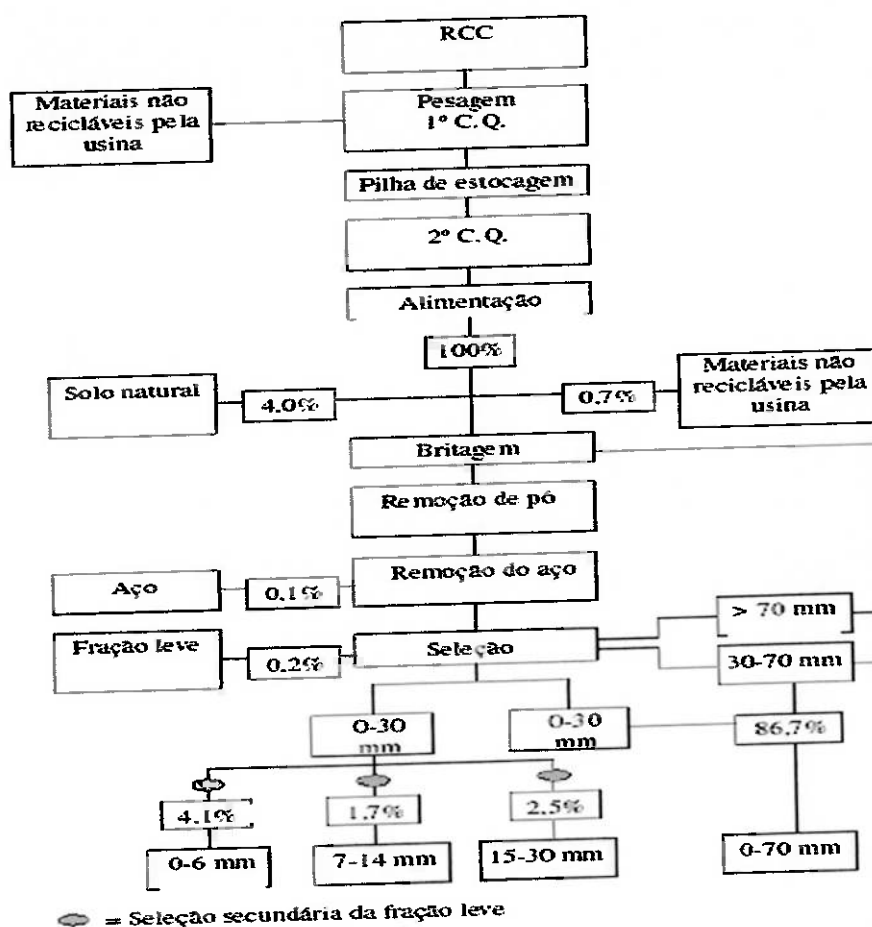 RCC
Materiais não
recicláveis pela
usina
Pesagem
1º C.Q.
Pilha de estocagem
2º C.Q.
Alimentação
100%
Solo natural
4.0%
0.7%
Materiais não
recicláveis pela
usina
Britagem
Remoção de pó
Aço
0.1%
Remoção do aço
Fração leve
0.2%
Seleção
> 70 mm
30-70 mm
0-30
mm
0-30
mm
86.7%
4.1%
1.7%
2.5%
0-6 mm
7-14 mm
15-30 mm
0-70 mm
= Seleção secundária da fração leve